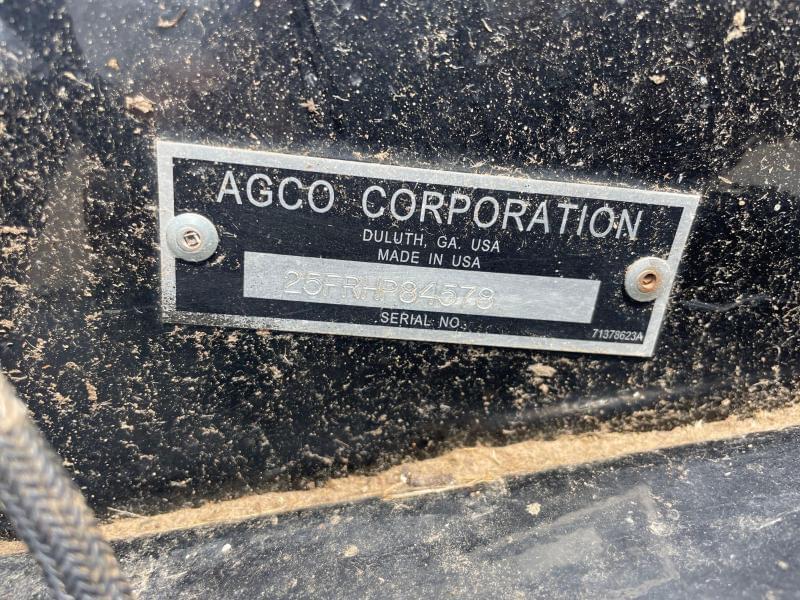 AGCO CORPORATION
DULUTH, GA. USA
MADE IN USA
25FRHP84578
SERIAL NO.
71378623A